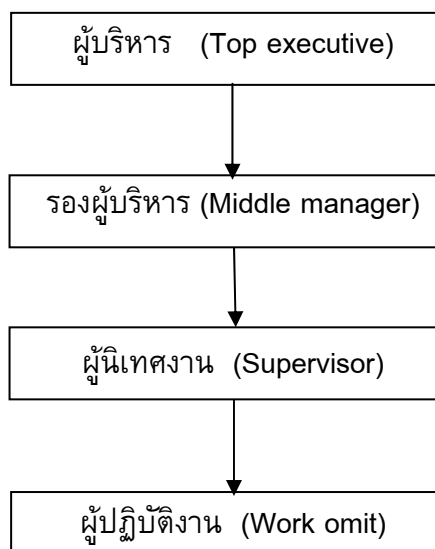 ผู้บริหาร (Top executive)
รองผู้บริหาร (Middle manager)
ผู้นิเทศงาน (Supervisor)
ผู้ปฏิบัติงาน (Work omit)